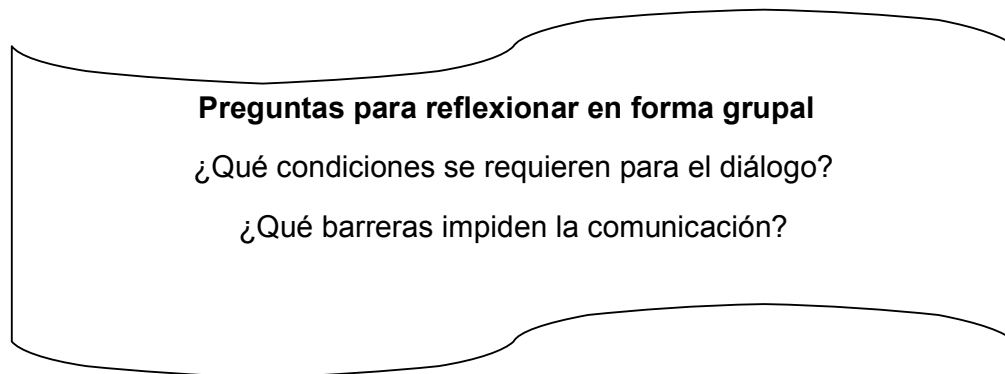 Preguntas para reflexionar en forma grupal
¿Qué condiciones se requieren para el diálogo?
¿Qué barreras impiden la comunicación?